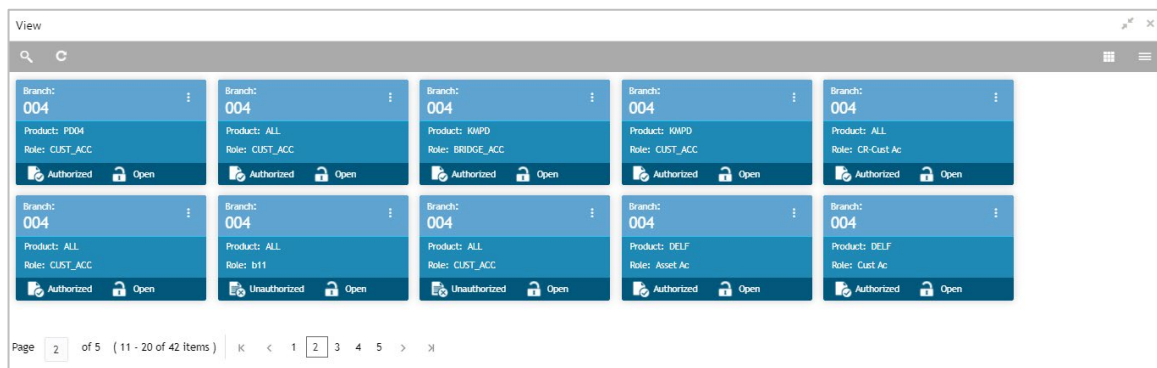 View
Branch:
004
Product: PD04
Role: CUST_ACC
Authorized Open
Branch:
004
Product: ALL
Role: CUST_ACC
Authorized Open
Branch:
004
Product: KMPD
Role: BRIDGE_ACC
Authorized Open
Branch:
004
Product: KMPD
Role: CUST_ACC
Authorized Open
Branch:
004
Product: ALL
Role: CR-Cust Ac
Authorized Open
Branch:
004
Product: ALL
Role: CUST_ACC
Authorized Open
Branch:
004
Product: ALL
Role: b11
Unauthorized Open
Branch:
004
Product: ALL
Role: CUST_ACC
Unauthorized Open
Branch:
004
Product: DELF
Role: Asset Ac
Authorized Open
Branch:
004
Product: DELF
Role: Cust Ac
Authorized Open
Page 2 of 5 ( 11 - 20 of 42 items ) 1 2 3 4 5